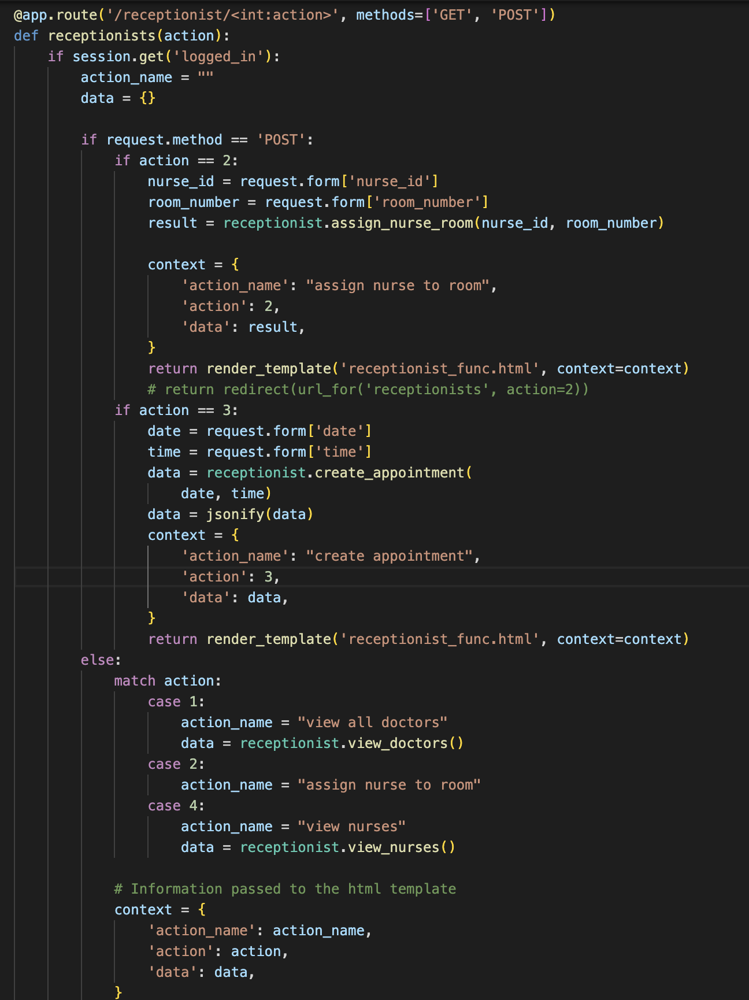 @app.route('/receptionist/<int:action>', methods=['GET', 'POST'])
def receptionists(action):
    if session.get('logged_in'):
        action_name = ""
        data = {}

        if request.method == 'POST':
            if action == 2:
                nurse_id = request.form['nurse_id']
                room_number = request.form['room_number']
                result = receptionist.assign_nurse_room(nurse_id, room_number)

                context = {
                    'action_name': "assign nurse to room",
                    'action': 2,
                    'data': result,
                }
                return render_template('receptionist_func.html', context=context)
                # return redirect(url_for('receptionists', action=2))
            if action == 3:
                date = request.form['date']
                time = request.form['time']
                data = receptionist.create_appointment(
                    date, time)
                data = jsonify(data)
                context = {
                    'action_name': "create appointment",
                    'action': 3,
                    'data': data,
                }
                return render_template('receptionist_func.html', context=context)
        else:
            match action:
                case 1:
                    action_name = "view all doctors"
                    data = receptionist.view_doctors()
                case 2:
                    action_name = "assign nurse to room"
                case 4:
                    action_name = "view nurses"
                    data = receptionist.view_nurses()

            # Information passed to the html template
            context = {
                'action_name': action_name,
                'action': action,
                'data': data,
            }